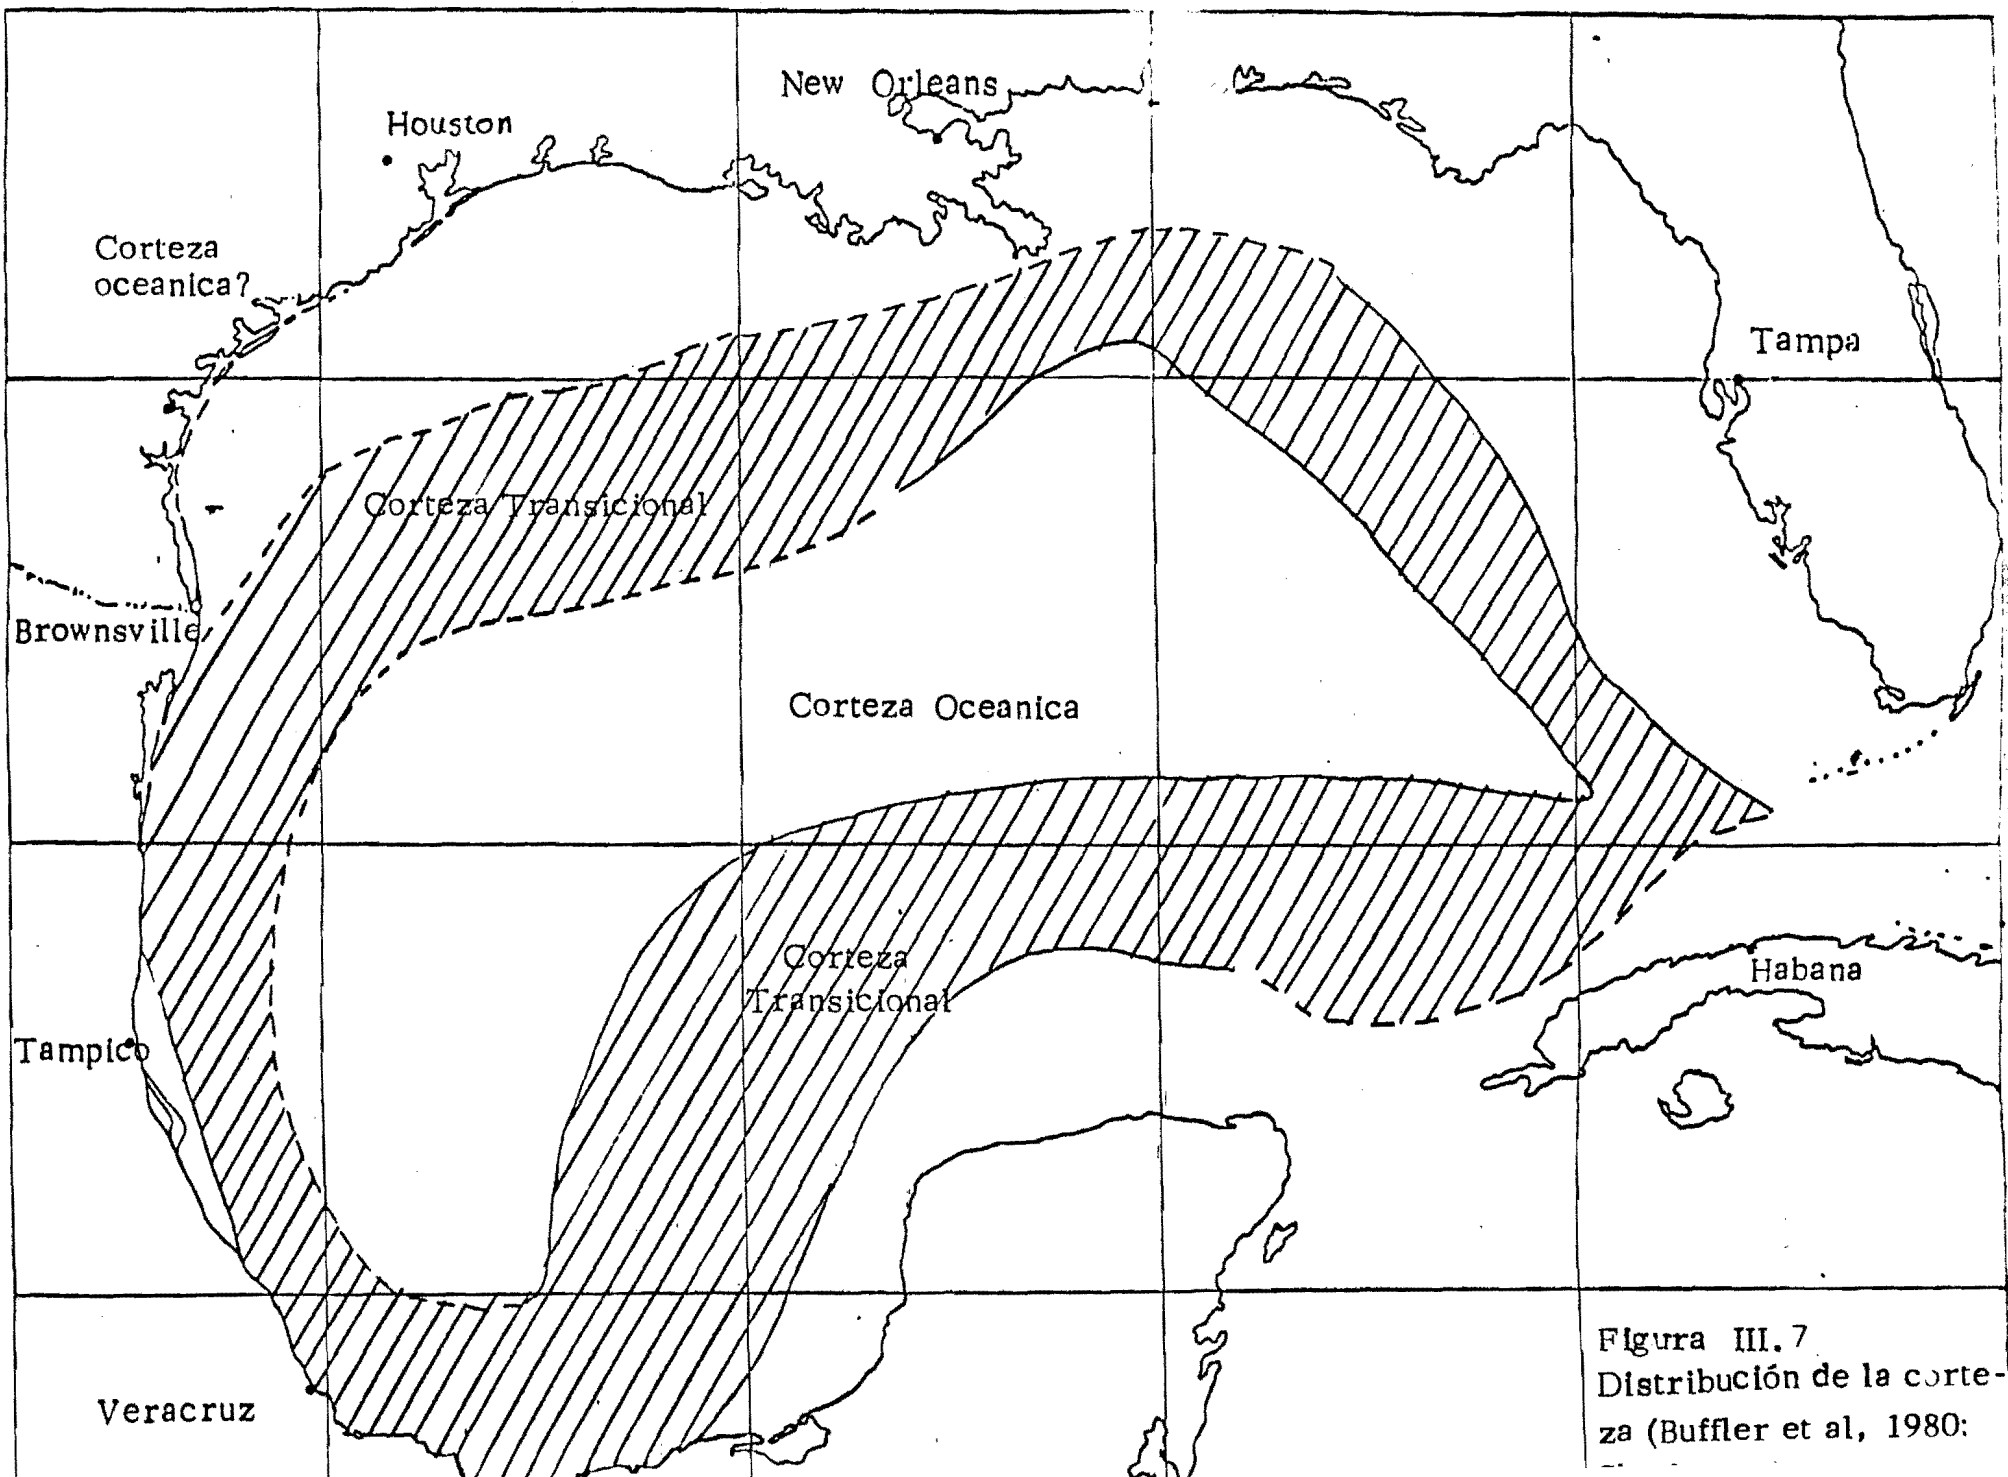 New Orleans
Houston
Corteza
oceanica?
Tampa
Corteza Transicional
Brownsville
Corteza Oceanica
Corteza
Transicional
Habana
Tampico
Veracruz
Figura III. 7
Distribución de la corte-
za (Buffler et al, 1980: